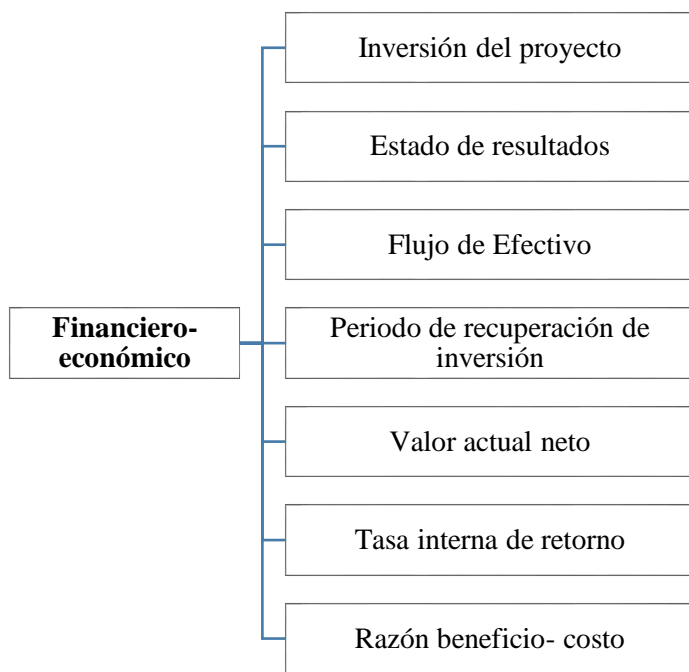 Inversión del proyecto
Estado de resultados
Flujo de Efectivo
Financiero-
económico
Periodo de recuperación de
inversión
Valor actual neto
Tasa interna de retorno
Razón beneficio- costo